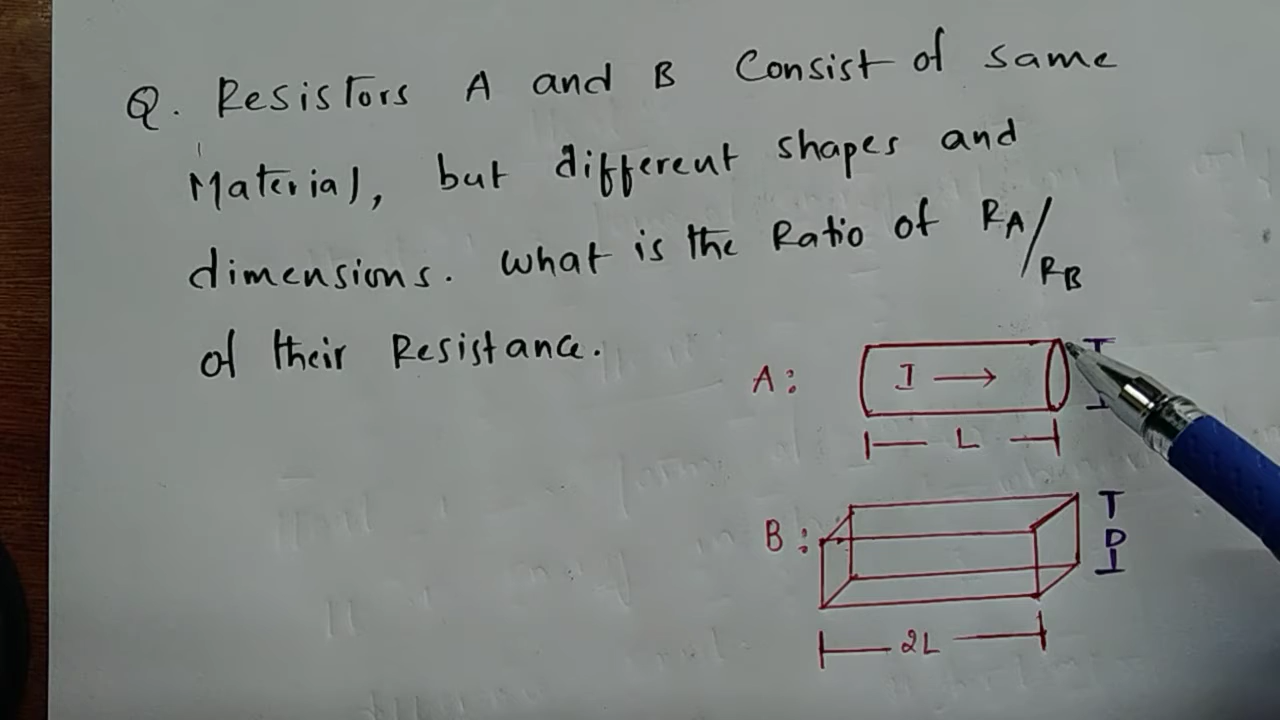 Q. Resistors A and B Consist of same
Material, but different shapes and
dimensions. What is the Ratio of RA/RB
of their Resistance.
A:
I
L
B:
D
2L